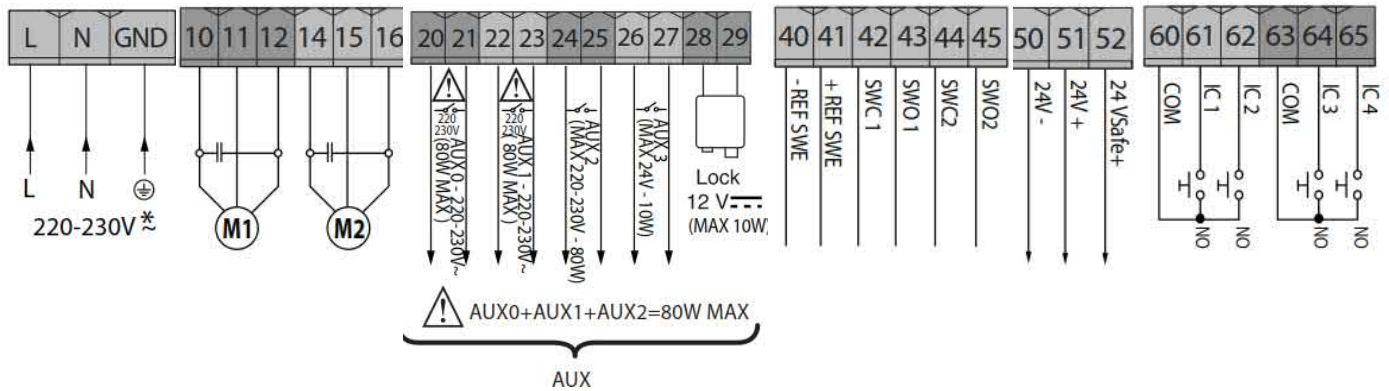 L N GND 10 11 12 14 15 16 20 21 22 23 24 25 26 27 28 29 40 41 42 43 44 45 50 51 52 60 61 62 63 64 65
L N
220-230V*~
M1 M2
220
230V
AUX 0 - 220-230V~
(80W MAX)
220
230V
AUX 1 - 220-230V~
(80W MAX)
AUX 2
(MAX 220-230V - 80W)
AUX 3
(MAX 24V - 10W)
Lock
12 V
(MAX 10W)
- REF SWE
+ REF SWE
SWC 1
SWO 1
SWC2
SWO2
24V -
24V +
24 VSafe+
COM
IC 1
IC 2
COM
IC 3
IC 4
NO
NO
NO
NO
AUX0+AUX1+AUX2=80W MAX
AUX